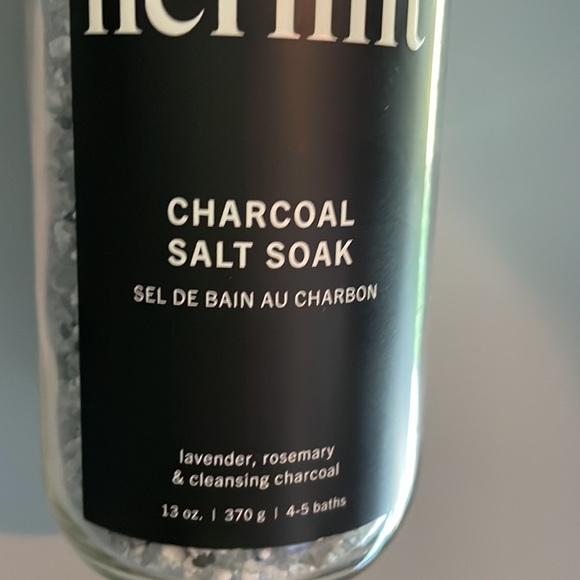 CHARCOAL
SALT SOAK
SEL DE BAIN AU CHARBON
lavender, rosemary
& cleansing charcoal
13 oz. | 370 g | 4-5 baths